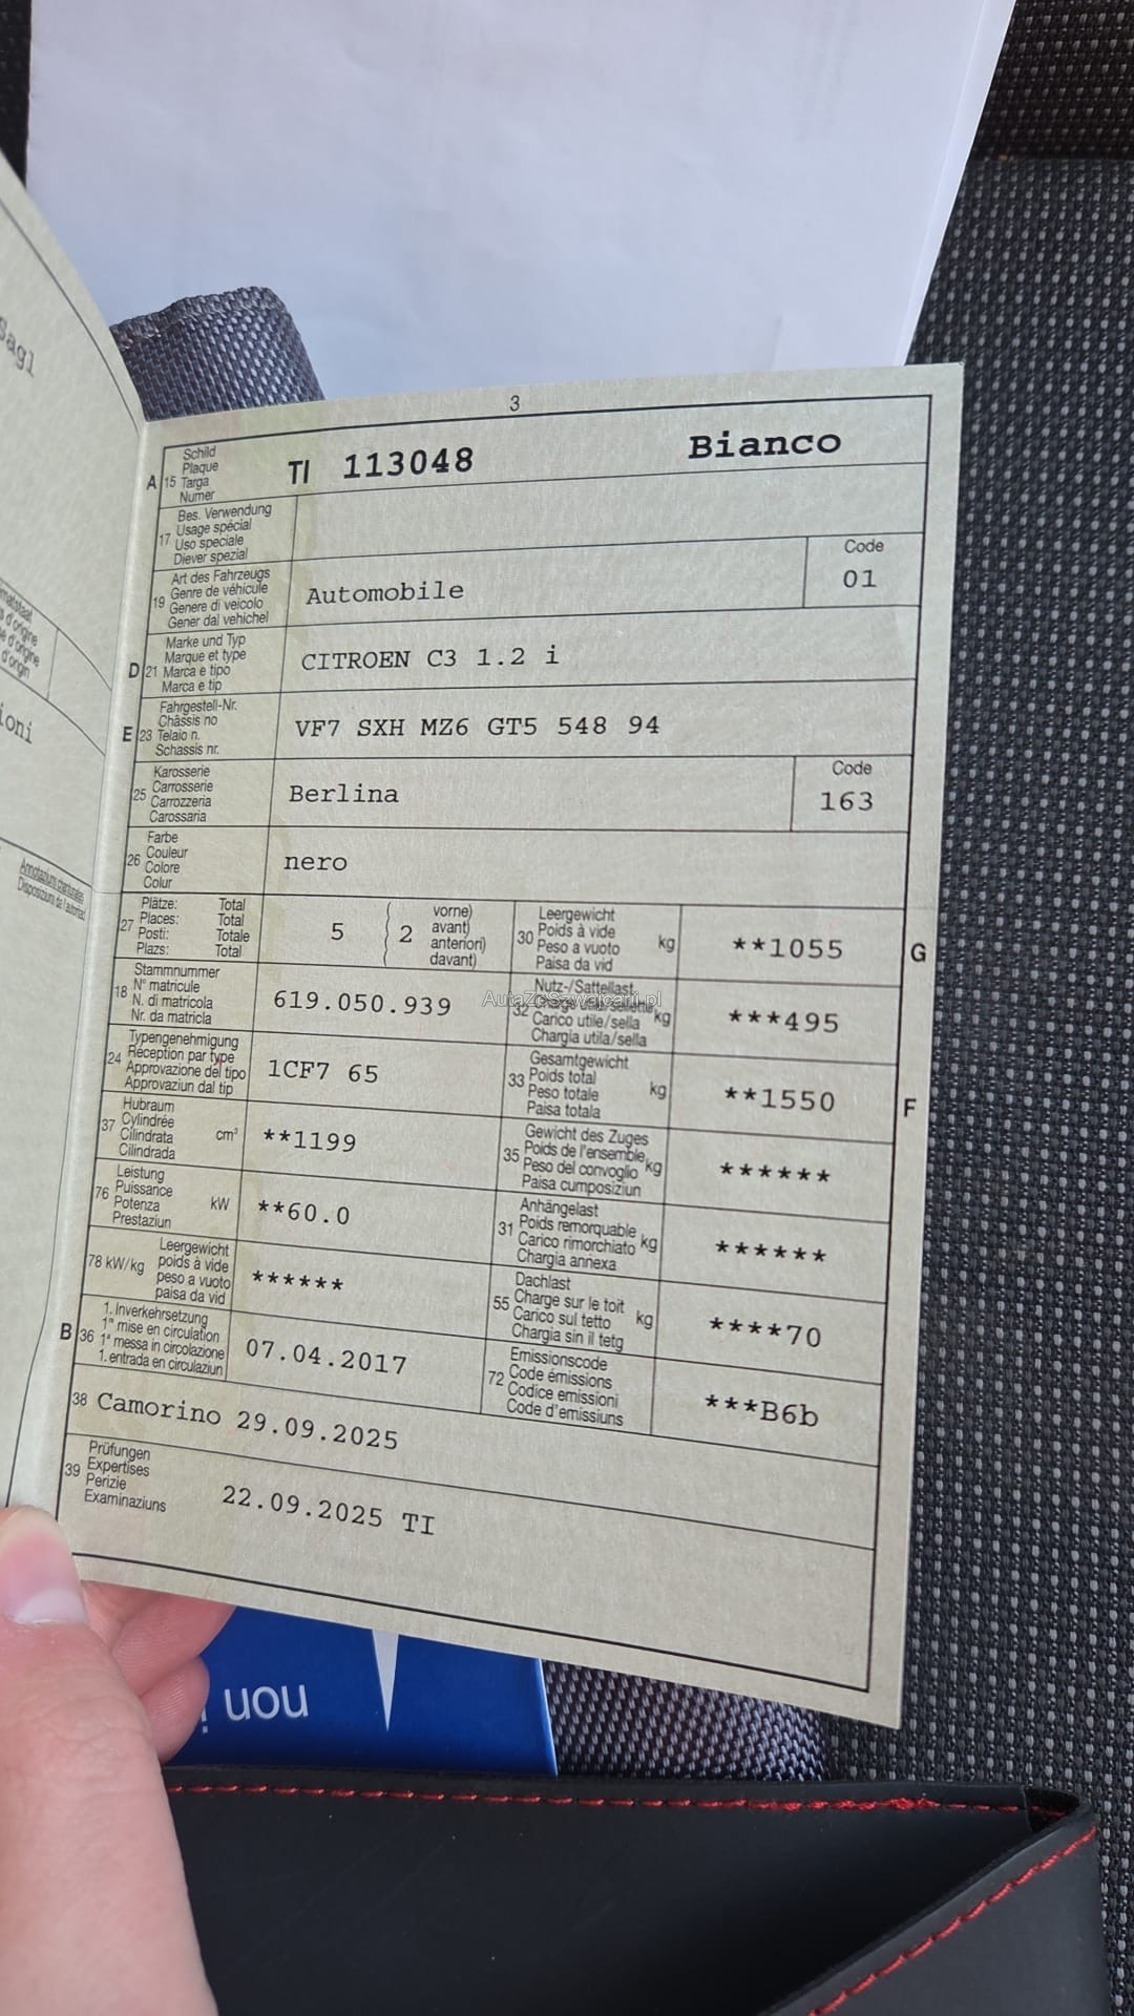 3
Sagl
ioni
A 15 Schild
Plaque
Targa
Numer
TI 113048 Bianco
17 Bes. Verwendung
Usage spécial
Uso speciale
Diever spezial
19 Art des Fahrzeugs
Genre de véhicule
Genere di veicolo
Gener dal vehichel
Automobile
Code
01
D 21 Marke und Typ
Marque et type
Marca e tipo
Marca e tip
CITROEN C3 1.2 i
E 23 Fahrgestell-Nr.
Châssis no
Telaio n.
Schassis nr.
VF7 SXH MZ6 GT5 548 94
25 Karosserie
Carrosserie
Carrozzeria
Carossaria
Berlina
Code
163
26 Farbe
Couleur
Colore
Colur
nero
27 Plätze: Total
Places: Total
Posti: Totale
Plazs: Total
5 2 vorne)
avant)
anteriori)
davant)
30 Leergewicht
Poids à vide
Peso a vuoto
Paisa da vid
kg **1055 G
18 Stammnummer
N° matricule
N. di matricola
Nr. da matricla
619.050.939
32 Nutz-/Sattellast
Charge utile/sellette
Carico utile/sella
Chargia utila/sella
kg ***495
24 Typengenehmigung
Réception par type
Approvazione del tipo
Approvaziun dal tip
1CF7 65
33 Gesamtgewicht
Poids total
Peso totale
Paisa totala
kg **1550 F
37 Hubraum
Cylindrée
Cilindrata
Cilindrada
cm³ **1199
35 Gewicht des Zuges
Poids de l'ensemble
Peso del convoglio
Paisa cumposiziun
kg ******
76 Leistung
Puissance
Potenza
Prestaziun
kW **60.0
31 Anhängelast
Poids remorquable
Carico rimorchiato
Chargia annexa
kg ******
78 kW/kg Leergewicht
poids à vide
peso a vuoto
paisa da vid
******
55 Dachlast
Charge sur le toit
Carico sul tetto
Chargia sin il tetg
kg ****70
B 36 1. Inverkehrsetzung
1re mise en circulation
1a messa in circolazione
1. entrada en circulaziun
07.04.2017
72 Emissionscode
Code émissions
Codice emissioni
Code d'emissiuns
***B6b
38 Camorino 29.09.2025
39 Prüfungen
Expertises
Perizie
Examinaziuns
22.09.2025 TI
AutaZeSzwajcarii.pl
non